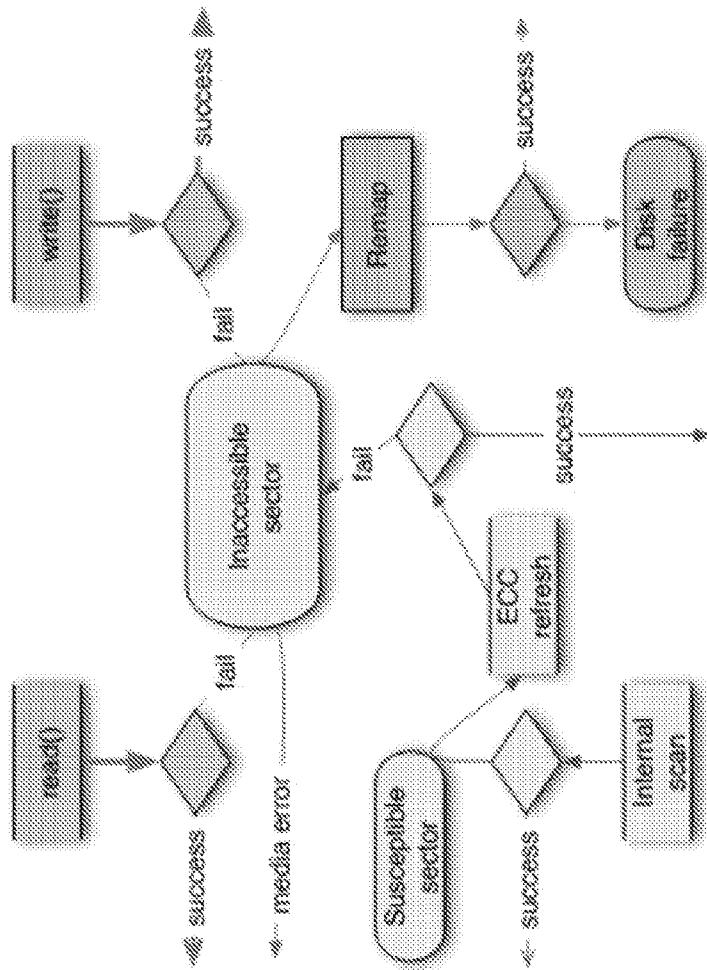 read()
write()
success
fail
fail
success
media error
Inaccessible
sector
Susceptible
sector
fail
Remap
success
ECC
refresh
success
success
Internal
scan
Disk
failure